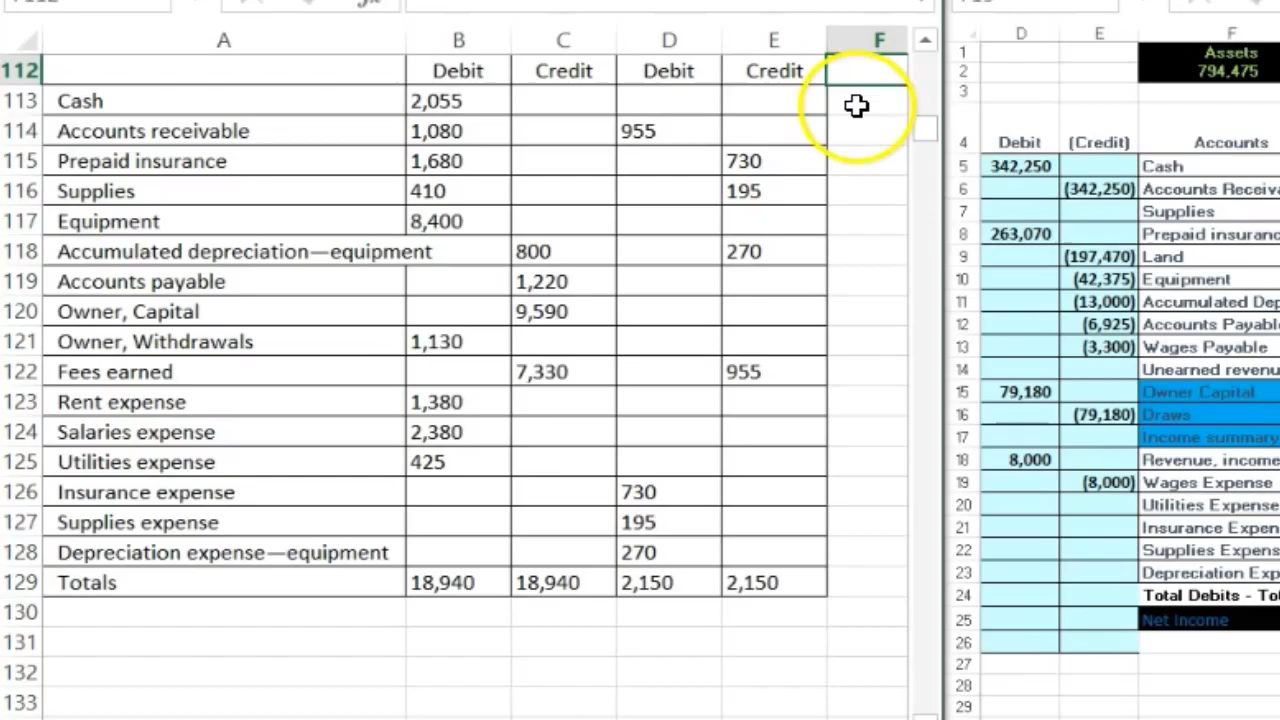 A B C D E F
112 Debit Credit Debit Credit
113 Cash 2,055
114 Accounts receivable 1,080 955
115 Prepaid insurance 1,680 730
116 Supplies 410 195
117 Equipment 8,400
118 Accumulated depreciation—equipment 800 270
119 Accounts payable 1,220
120 Owner, Capital 9,590
121 Owner, Withdrawals 1,130
122 Fees earned 7,330 955
123 Rent expense 1,380
124 Salaries expense 2,380
125 Utilities expense 425
126 Insurance expense 730
127 Supplies expense 195
128 Depreciation expense—equipment 270
129 Totals 18,940 18,940 2,150 2,150
130
131
132
133
D E F
1 Assets
2 794,475
3
4 Debit (Credit) Accounts
5 342,250 Cash
6 (342,250) Accounts Receiva
7 Supplies
8 263,070 Prepaid insuranc
9 (197,470) Land
10 (42,375) Equipment
11 (13,000) Accumulated Dep
12 (6,925) Accounts Payable
13 (3,300) Wages Payable
14 Unearned revenu
15 79,180 Owner Capital
16 (79,180) Draws
17 Income summary
18 8,000 Revenue, income
19 (8,000) Wages Expense
20 Utilities Expens
21 Insurance Expen
22 Supplies Expens
23 Depreciation Exp
24 Total Debits - To
25 Net Income
26
27
28
29